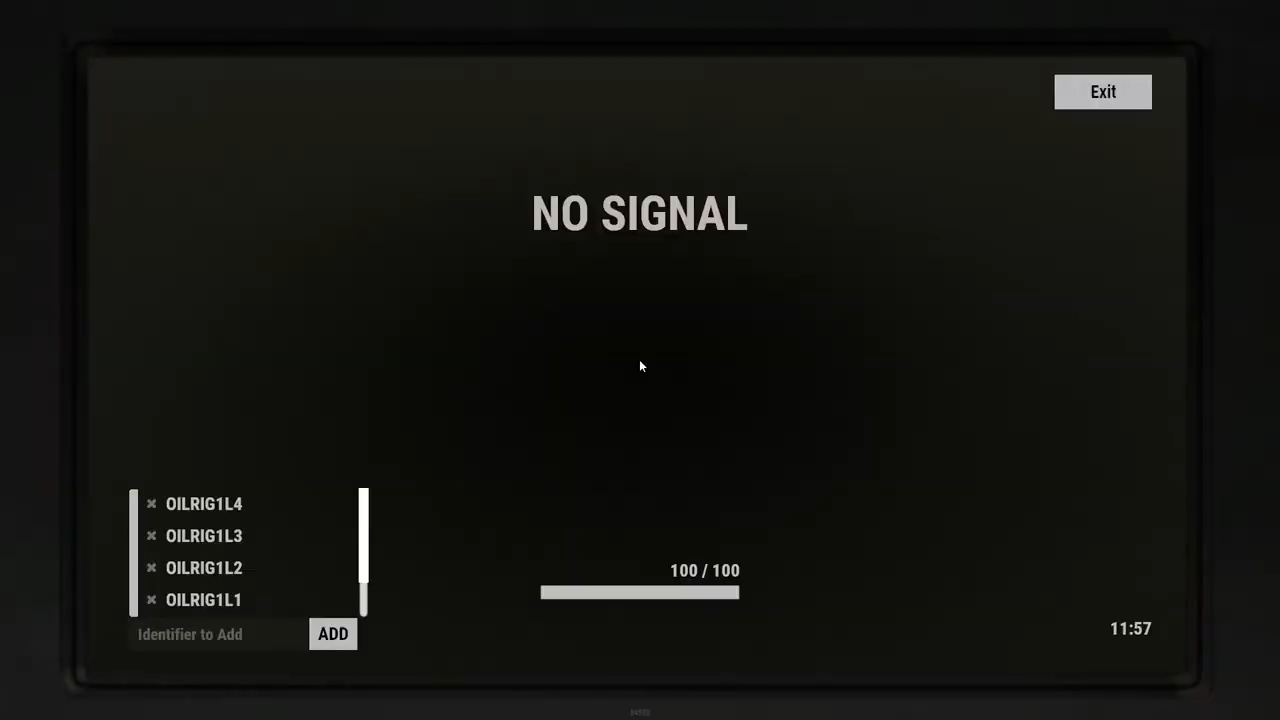 Exit
NO SIGNAL
OILRIG1L4
OILRIG1L3
OILRIG1L2
OILRIG1L1
100 / 100
Identifier to Add
ADD
11:57